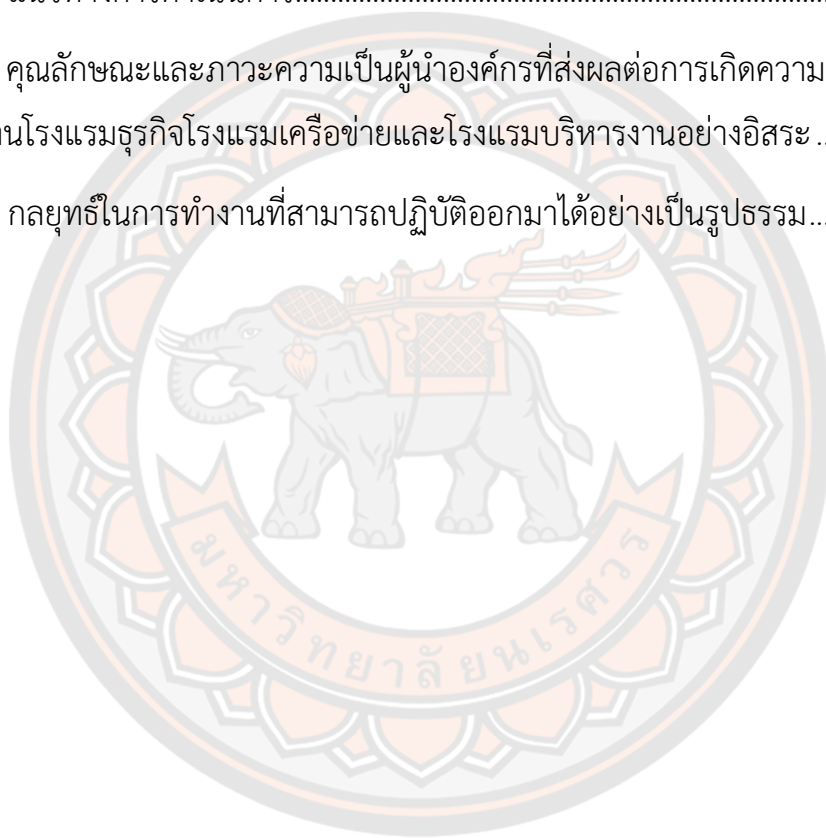 คุณลักษณะและภาวะความเป็นผู้นำองค์กรที่ส่งผลต่อการเกิดความ
นโรงแรมธุรกิจโรงแรมเครือข่ายและโรงแรมบริหารงานอย่างอิสระ ..
กลยุทธ์ในการทำงานที่สามารถปฏิบัติออกมาได้อย่างเป็นรูปธรรม...
มหาวิทยาลัยนเรศวร